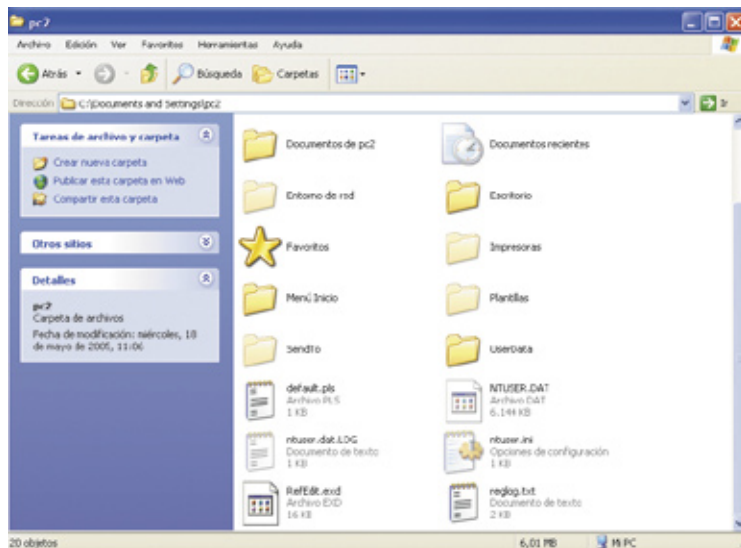 pc2
Archivo Edición Ver Favoritos Herramientas Ayuda
Atrás Búsqueda Carpetas
Dirección C:\Documents and Settings\pc2 Ir
Tareas de archivo y carpeta
Crear nueva carpeta
Publicar esta carpeta en Web
Compartir esta carpeta
Otros sitios
Detalles
pc2
Carpeta de archivos
Fecha de modificación: miércoles, 18
de mayo de 2005, 11:06
Documentos de pc2
Documentos recientes
Entorno de red
Escritorio
Favoritos
Impresoras
Menú Inicio
Plantillas
SendTo
UserData
default.pls
Archivo PLS
1 KB
NTUSER.DAT
Archivo DAT
6.144 KB
ntuser.dat.LOG
Documento de texto
1 KB
ntuser.ini
Opciones de configuración
1 KB
RefEdit.exd
Archivo EXD
16 KB
reglog.txt
Documento de texto
2 KB
20 objetos 6,01 MB Mi PC